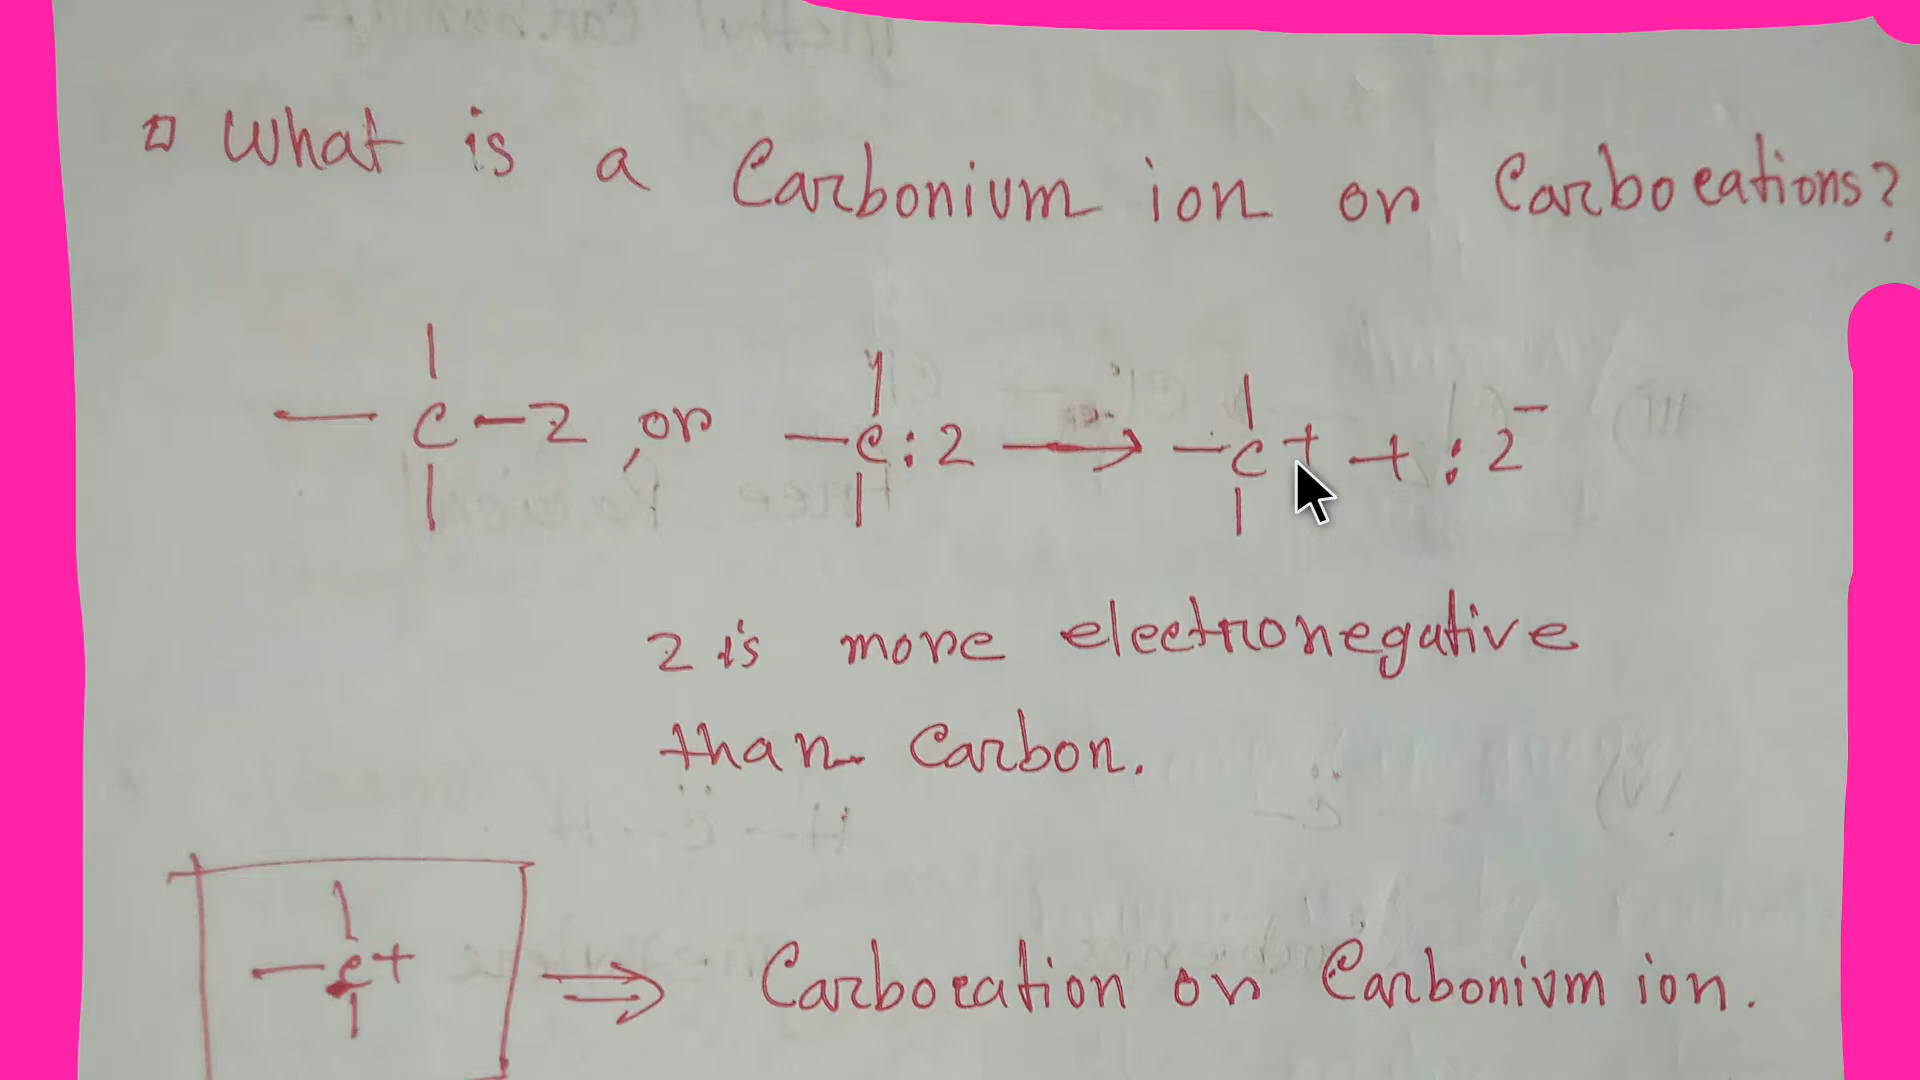 What is a Carbonium ion or Carbocations?
— C – Z, or — C : Z → — C + + : Z⁻
Z is more electronegative
than Carbon.
— C + ⇒ Carbocation or Carbonium ion.